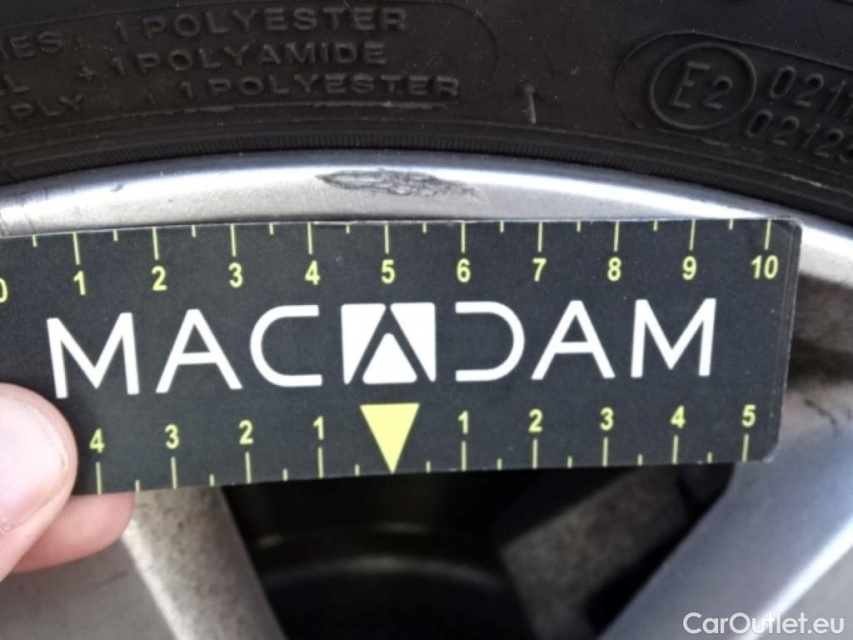 1 POLYESTER
+ 1 POLYAMIDE
PLY 1 POLYESTER
E2
0 1 2 3 4 5 6 7 8 9 10
MACADAM
4 3 2 1 1 2 3 4 5
CarOutlet.eu